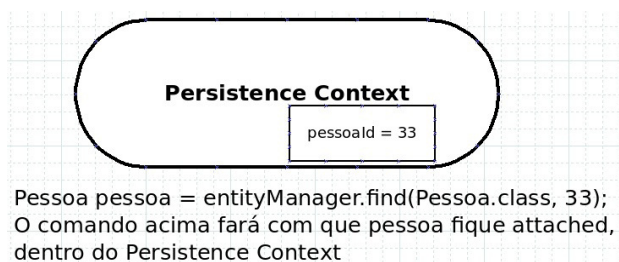 Persistence Context
pessoaId = 33
Pessoa pessoa = entityManager.find(Pessoa.class, 33);
O comando acima fará com que pessoa fique attached,
dentro do Persistence Context